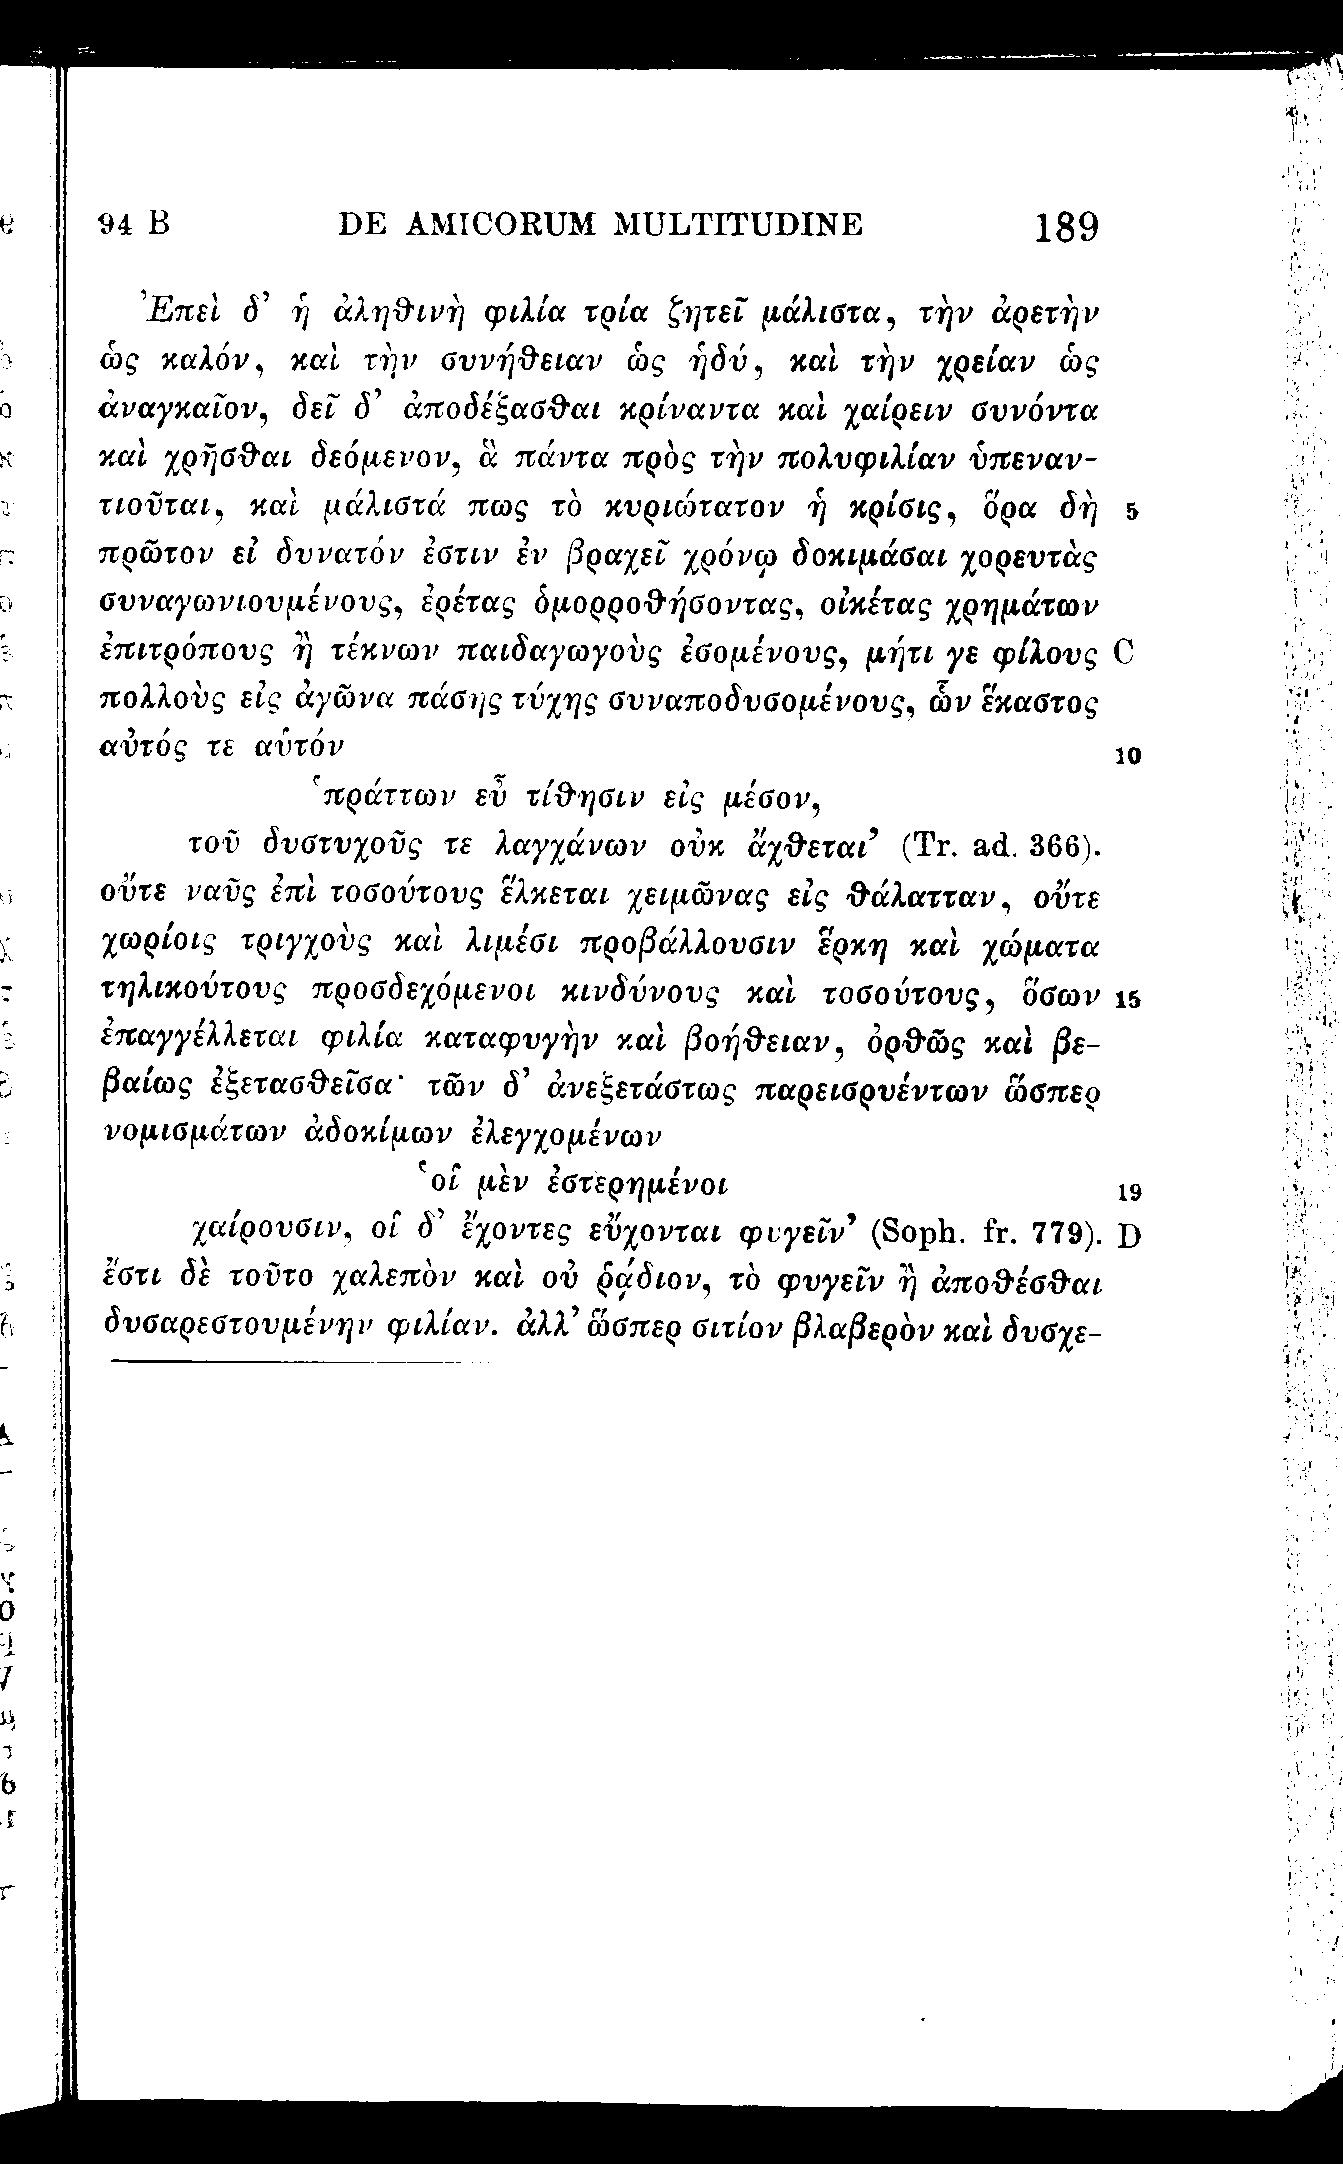 94 B DE AMICORUM MULTITUDINE 189
Ἐπεὶ δ’ ἡ ἀληθινὴ φιλία τρία ζητεῖ μάλιστα, τὴν ἀρετὴν
ὡς καλόν, καὶ τὴν συνήθειαν ὡς ἡδύ, καὶ τὴν χρείαν ὡς
ἀναγκαῖον, δεῖ δ’ ἀποδέξασθαι κρίναντα καὶ χαίρειν συνόντα
καὶ χρῆσθαι δεόμενον, ἃ πάντα πρὸς τὴν πολυφιλίαν ὑπεναν-
τιοῦται, καὶ μάλιστά πως τὸ κυριώτατον ἡ κρίσις, ὅρα δὴ 5
πρῶτον εἰ δυνατόν ἐστιν ἐν βραχεῖ χρόνῳ δοκιμάσαι χορευτὰς
συναγωνιουμένους, ἐρέτας ὁμορροθήσοντας, οἰκέτας χρημάτων
ἐπιτρόπους ἢ τέκνων παιδαγωγοὺς ἐσομένους, μήτι γε φίλους C
πολλοὺς εἰς ἀγῶνα πάσης τύχης συναποδυσομένους, ὧν ἕκαστος
αὐτός τε αὑτόν 10
‘πράττων εὖ τίθησιν εἰς μέσον,
τοῦ δυστυχοῦς τε λαγχάνων οὐκ ἄχθεται’ (Tr. ad. 366).
οὔτε ναῦς ἐπὶ τοσούτους ἕλκεται χειμῶνας εἰς θάλατταν, οὔτε
χωρίοις τριγχοὺς καὶ λιμέσι προβάλλουσιν ἕρκη καὶ χώματα
τηλικούτους προσδεχόμενοι κινδύνους καὶ τοσούτους, ὅσων 15
ἐπαγγέλλεται φιλία καταφυγὴν καὶ βοήθειαν, ὀρθῶς καὶ βε-
βαίως ἐξετασθεῖσα· τῶν δ’ ἀνεξετάστως παρεισρυέντων ὥσπερ
νομισμάτων ἀδοκίμων ἐλεγχομένων
‘οἱ μὲν ἐστερημένοι 19
χαίρουσιν, οἱ δ’ ἔχοντες εὔχονται φυγεῖν’ (Soph. fr. 779). D
ἔστι δὲ τοῦτο χαλεπὸν καὶ οὐ ῥᾴδιον, τὸ φυγεῖν ἢ ἀποθέσθαι
δυσαρεστουμένην φιλίαν. ἀλλ’ ὥσπερ σιτίον βλαβερὸν καὶ δυσχε-